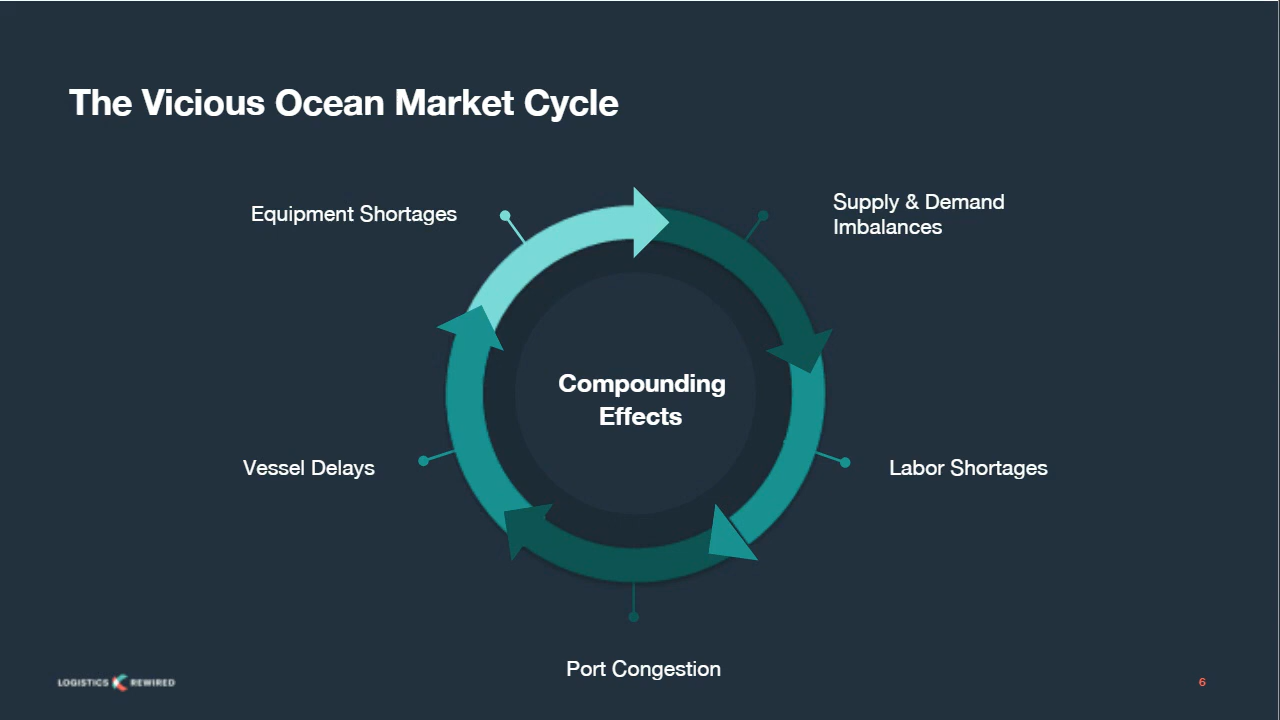 The Vicious Ocean Market Cycle
Equipment Shortages
Supply & Demand
Imbalances
Compounding
Effects
Vessel Delays
Labor Shortages
Port Congestion
LOGISTICS REWIRED
6